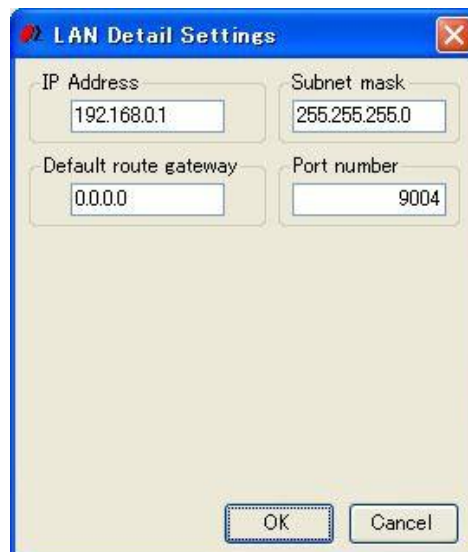 LAN Detail Settings
IP Address
Subnet mask
192.168.0.1
255.255.255.0
Default route gateway
Port number
0.0.0.0
9004
OK
Cancel